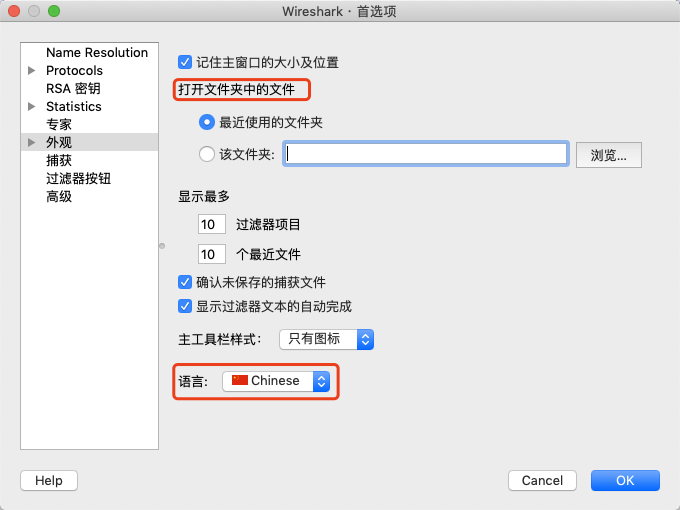 Wireshark · 首选项
Name Resolution
Protocols
RSA 密钥
Statistics
专家
外观
捕获
过滤器按钮
高级
记住主窗口的大小及位置
打开文件夹中的文件
最近使用的文件夹
该文件夹:
浏览...
显示最多
10 过滤器项目
10 个最近文件
确认未保存的捕获文件
显示过滤器文本的自动完成
主工具栏样式: 只有图标
语言: Chinese
Help
Cancel
OK